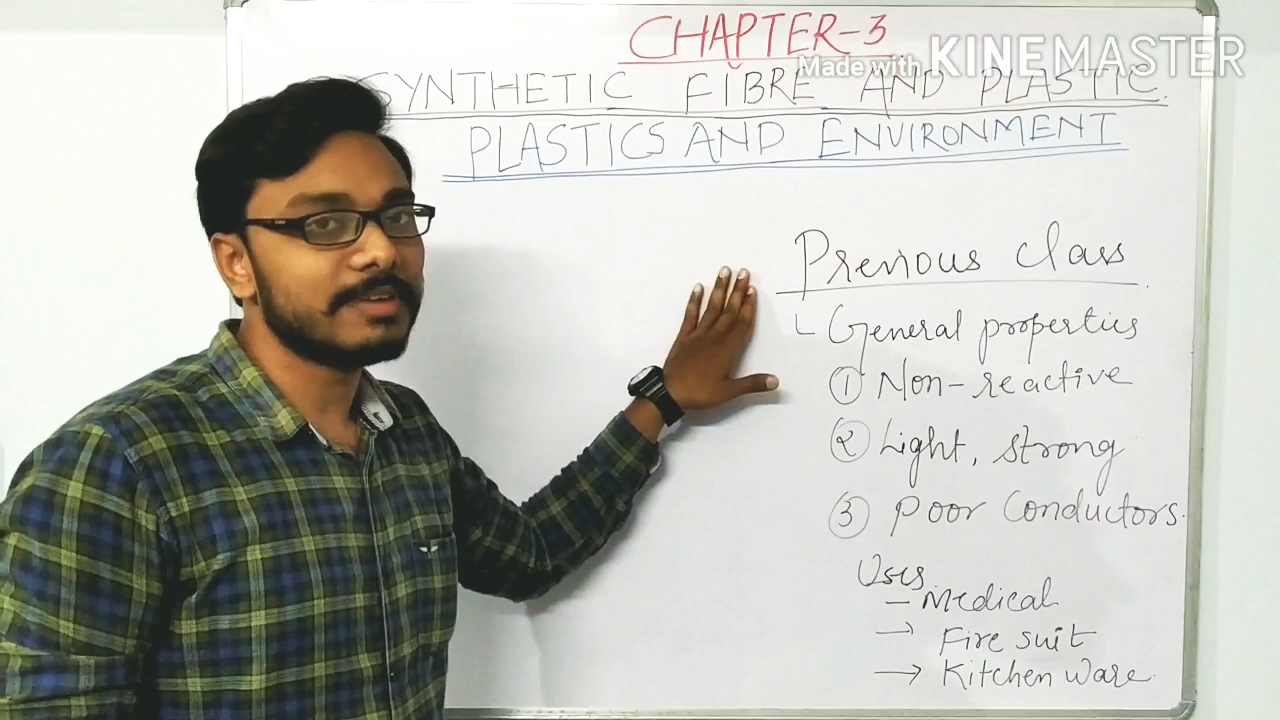 CHAPTER-3
Made with KINEMASTER
SYNTHETIC FIBRE AND PLASTIC.
PLASTICS AND ENVIRONMENT
Previous class
General properties
① Non-reactive
② Light, strong
③ Poor Conductors.
Uses
- Medical
→ Fire suit
→ Kitchen ware.